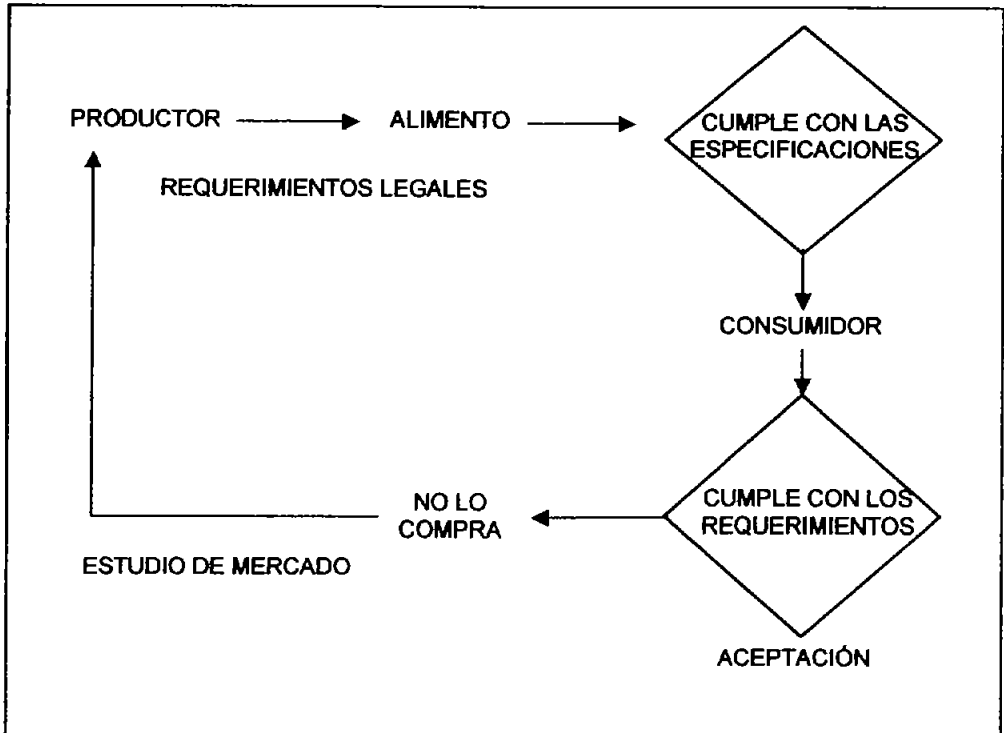 PRODUCTOR
ALIMENTO
CUMPLE CON LAS
ESPECIFICACIONES
REQUERIMIENTOS LEGALES
CONSUMIDOR
CUMPLE CON LOS
REQUERIMIENTOS
NO LO
COMPRA
ESTUDIO DE MERCADO
ACEPTACIÓN